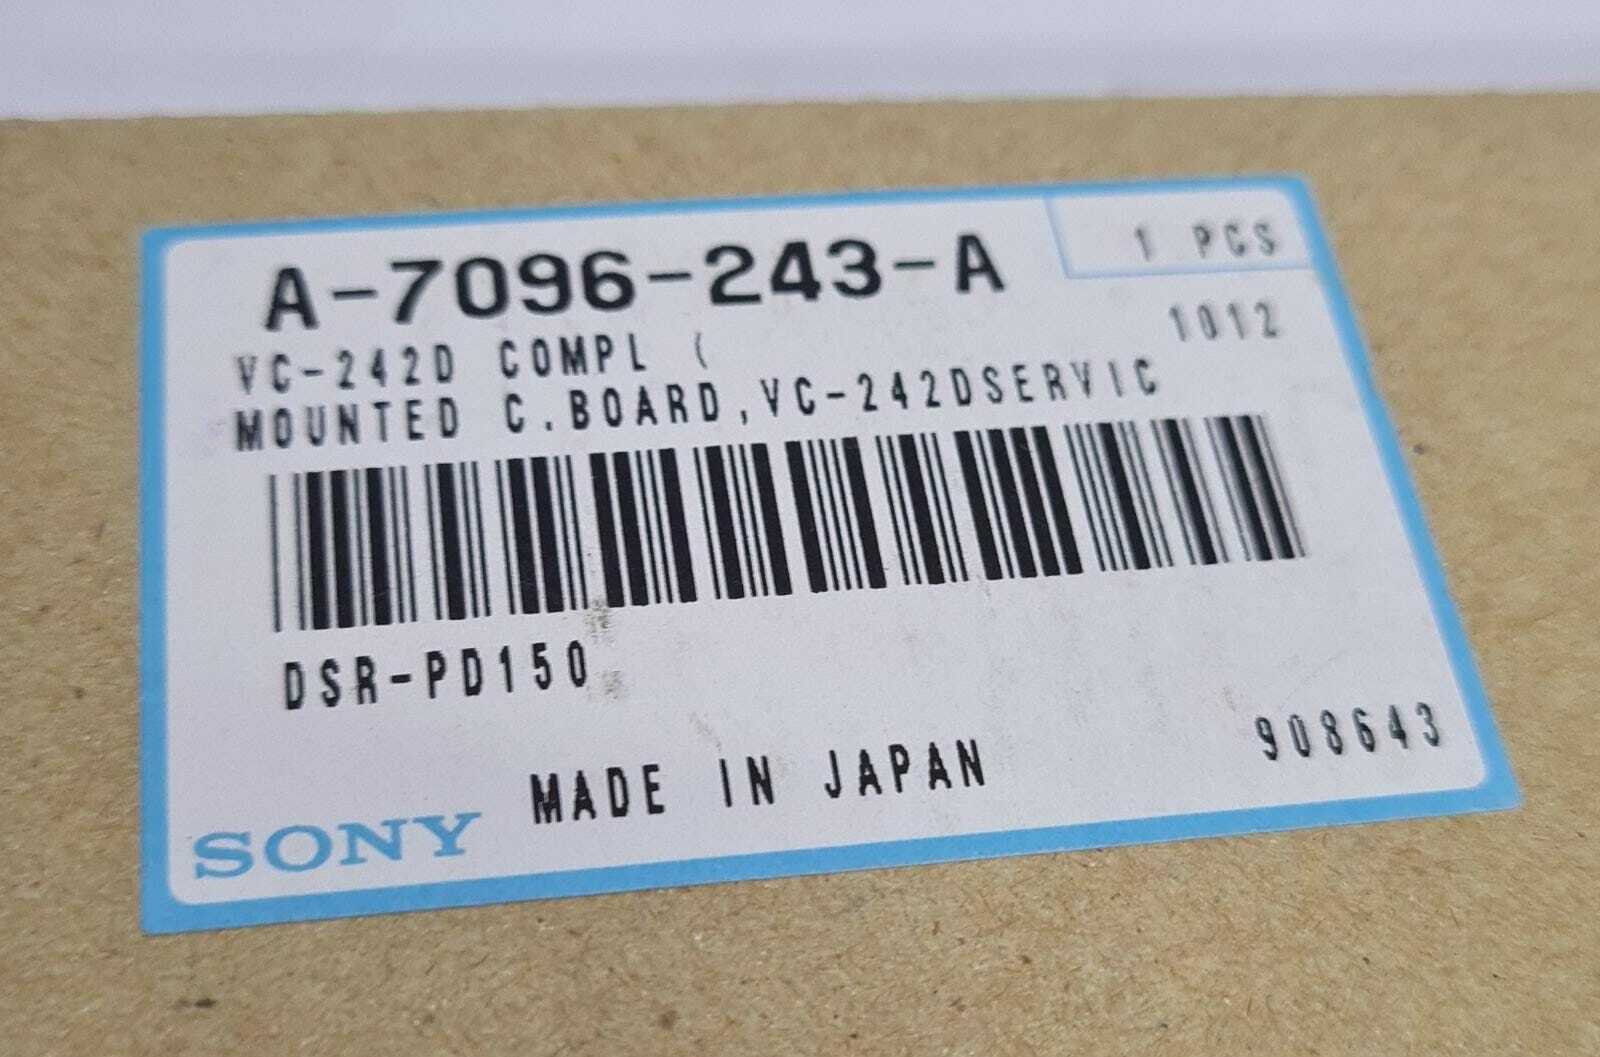 A-7096-243-A
1 PCS
1012
VC-242D COMPL (
MOUNTED C.BOARD,VC-242DSERVIC
DSR-PD150
908643
MADE IN JAPAN
SONY